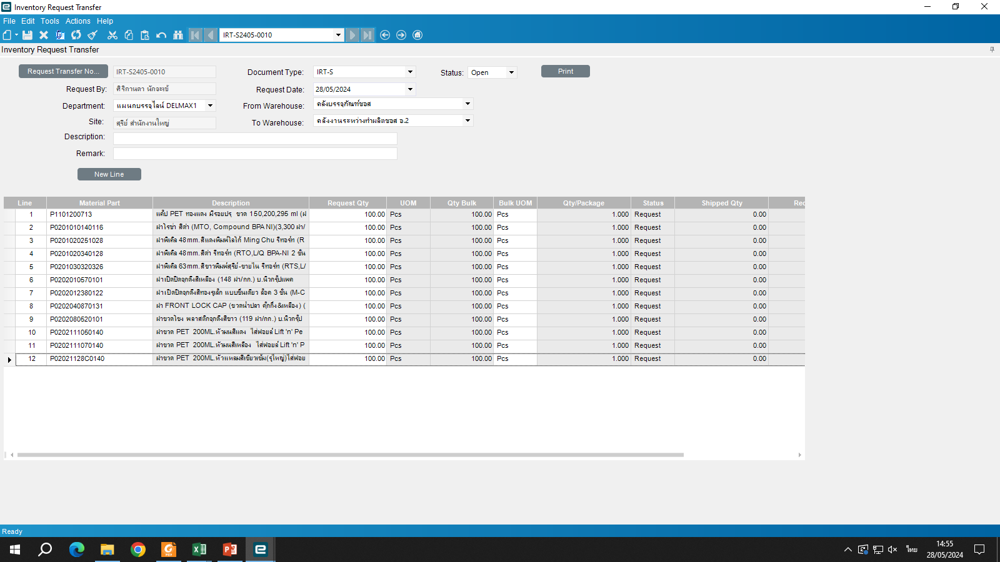 Inventory Request Transfer
File Edit Tools Actions Help
IRT-S2405-0010
Inventory Request Transfer
Request Transfer No... IRT-S2405-0010 Document Type: IRT-S Status: Open Print
Request By: ศิริกานดา นักจะเข้ Request Date: 28/05/2024
Department: แผนกบรรจุไลน์ DELMAX1 From Warehouse: คลังบรรจุภัณฑ์ซอส
Site: สุรีย์ สำนักงานใหญ่ To Warehouse: คลังงานระหว่างทำผลิตซอส อ.2
Description:
Remark:
New Line
Line Material Part Description Request Qty UOM Qty Bulk Bulk UOM Qty/Package Status Shipped Qty Rec
1 P1101200713 แค๊ป PET ทองแดง มีรอยปรุ ขวด 150,200,295 ml (ฝ 100.00 Pcs 100.00 Pcs 1.000 Request 0.00
2 P0201010140116 ฝาโรซ่า สีดำ (MTO, Compound BPA NI)(3,300 ฝา/ 100.00 Pcs 100.00 Pcs 1.000 Request 0.00
3 P0201020251028 ฝาพิเคิล 48mm.สีแดงพิมพ์โลโก้ Ming Chu รีทอร์ท (R 100.00 Pcs 100.00 Pcs 1.000 Request 0.00
4 P0201020340128 ฝาพิเคิล 48mm.สีดำ รีทอร์ท (RTO,L/Q BPA-NI 2 ชั้น 100.00 Pcs 100.00 Pcs 1.000 Request 0.00
5 P0201030320326 ฝาพิเคิล 63mm.สีขาวพิมพ์สุรีย์-ขายใน รีทอร์ท (RTS,L/ 100.00 Pcs 100.00 Pcs 1.000 Request 0.00
6 P0202010570101 ฝาเปิดปิดจุกดึงสีเหลือง (148 ฝา/กก.) บ.นิวกรุ๊ปแพค 100.00 Pcs 100.00 Pcs 1.000 Request 0.00
7 P0202012380122 ฝาเปิดปิดจุกดึงสีทองรูเล็ก แบบชิ้นเดียว ล็อค 3 ชั้น (M-C 100.00 Pcs 100.00 Pcs 1.000 Request 0.00
8 P0202040870131 ฝา FRONT LOCK CAP (ขวดน้ำปลา คุ๊กกิ้ง&เหลือง) ( 100.00 Pcs 100.00 Pcs 1.000 Request 0.00
9 P0202080520101 ฝาขวดโซง พลาสติกจุกดึงสีขาว (119 ฝา/กก.) บ.นิวกรุ๊ป 100.00 Pcs 100.00 Pcs 1.000 Request 0.00
10 P0202111050140 ฝาขวด PET 200ML.หัวมนสีแดง ใส่ฟอยล์ Lift 'n' Pe 100.00 Pcs 100.00 Pcs 1.000 Request 0.00
11 P0202111070140 ฝาขวด PET 200ML.หัวมนสีเหลือง ใส่ฟอยล์ Lift 'n' P 100.00 Pcs 100.00 Pcs 1.000 Request 0.00
12 P02021128C0140 ฝาขวด PET 200ML.หัวแหลมสีเขียวเข้ม(รูใหญ่)ใส่ฟอย 100.00 Pcs 100.00 Pcs 1.000 Request 0.00
Ready
ไทย 14:55
28/05/2024